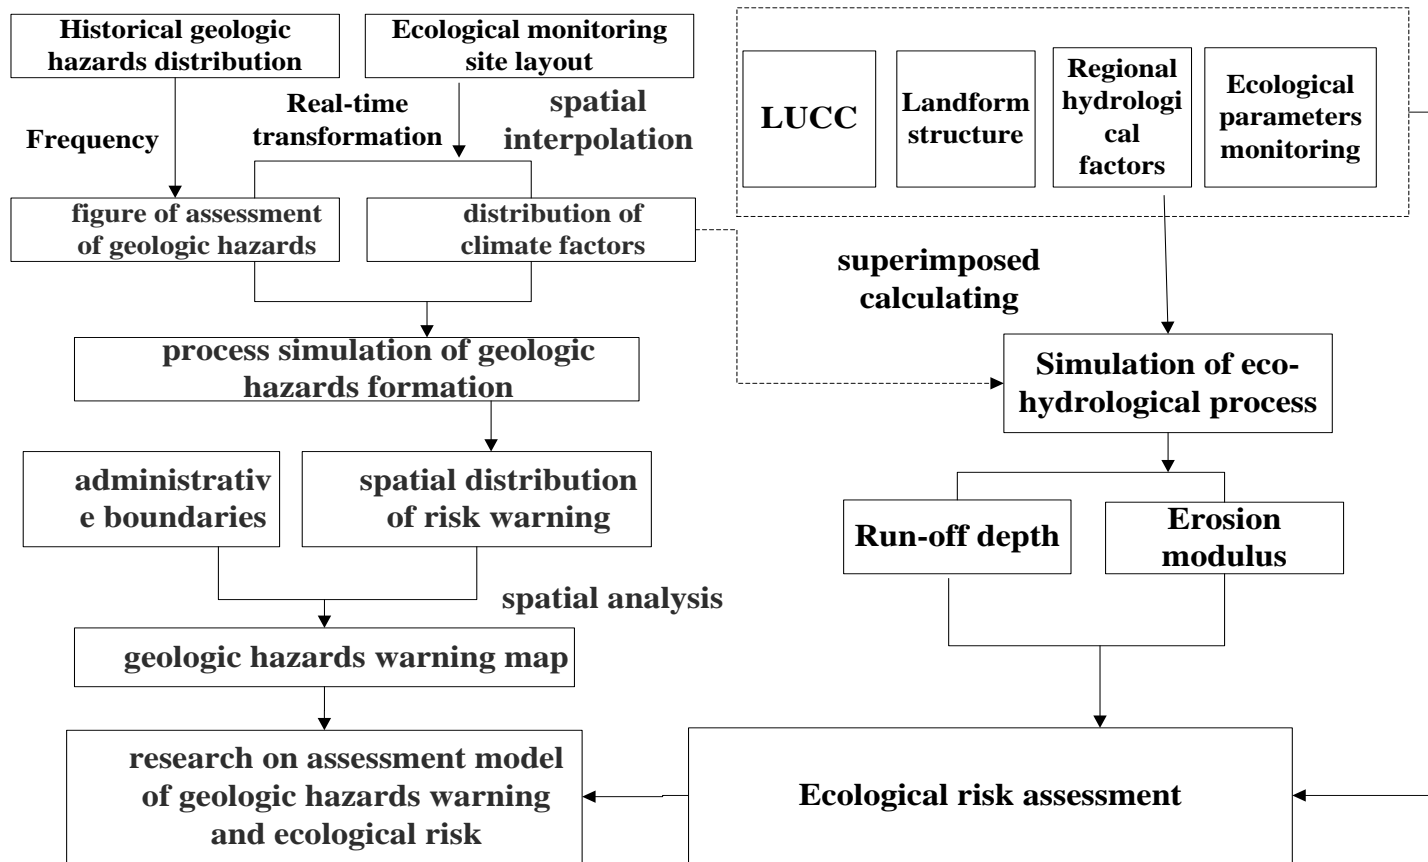 Historical geologic
hazards distribution
Ecological monitoring
site layout
LUCC
Landform
structure
Regional
hydrologi
cal
factors
Ecological
parameters
monitoring
Frequency
Real-time
transformation
spatial
interpolation
figure of assessment
of geologic hazards
distribution of
climate factors
superimposed
calculating
process simulation of geologic
hazards formation
Simulation of eco-
hydrological process
administrativ
e boundaries
spatial distribution
of risk warning
Run-off depth
Erosion
modulus
spatial analysis
geologic hazards warning map
research on assessment model
of geologic hazards warning
and ecological risk
Ecological risk assessment